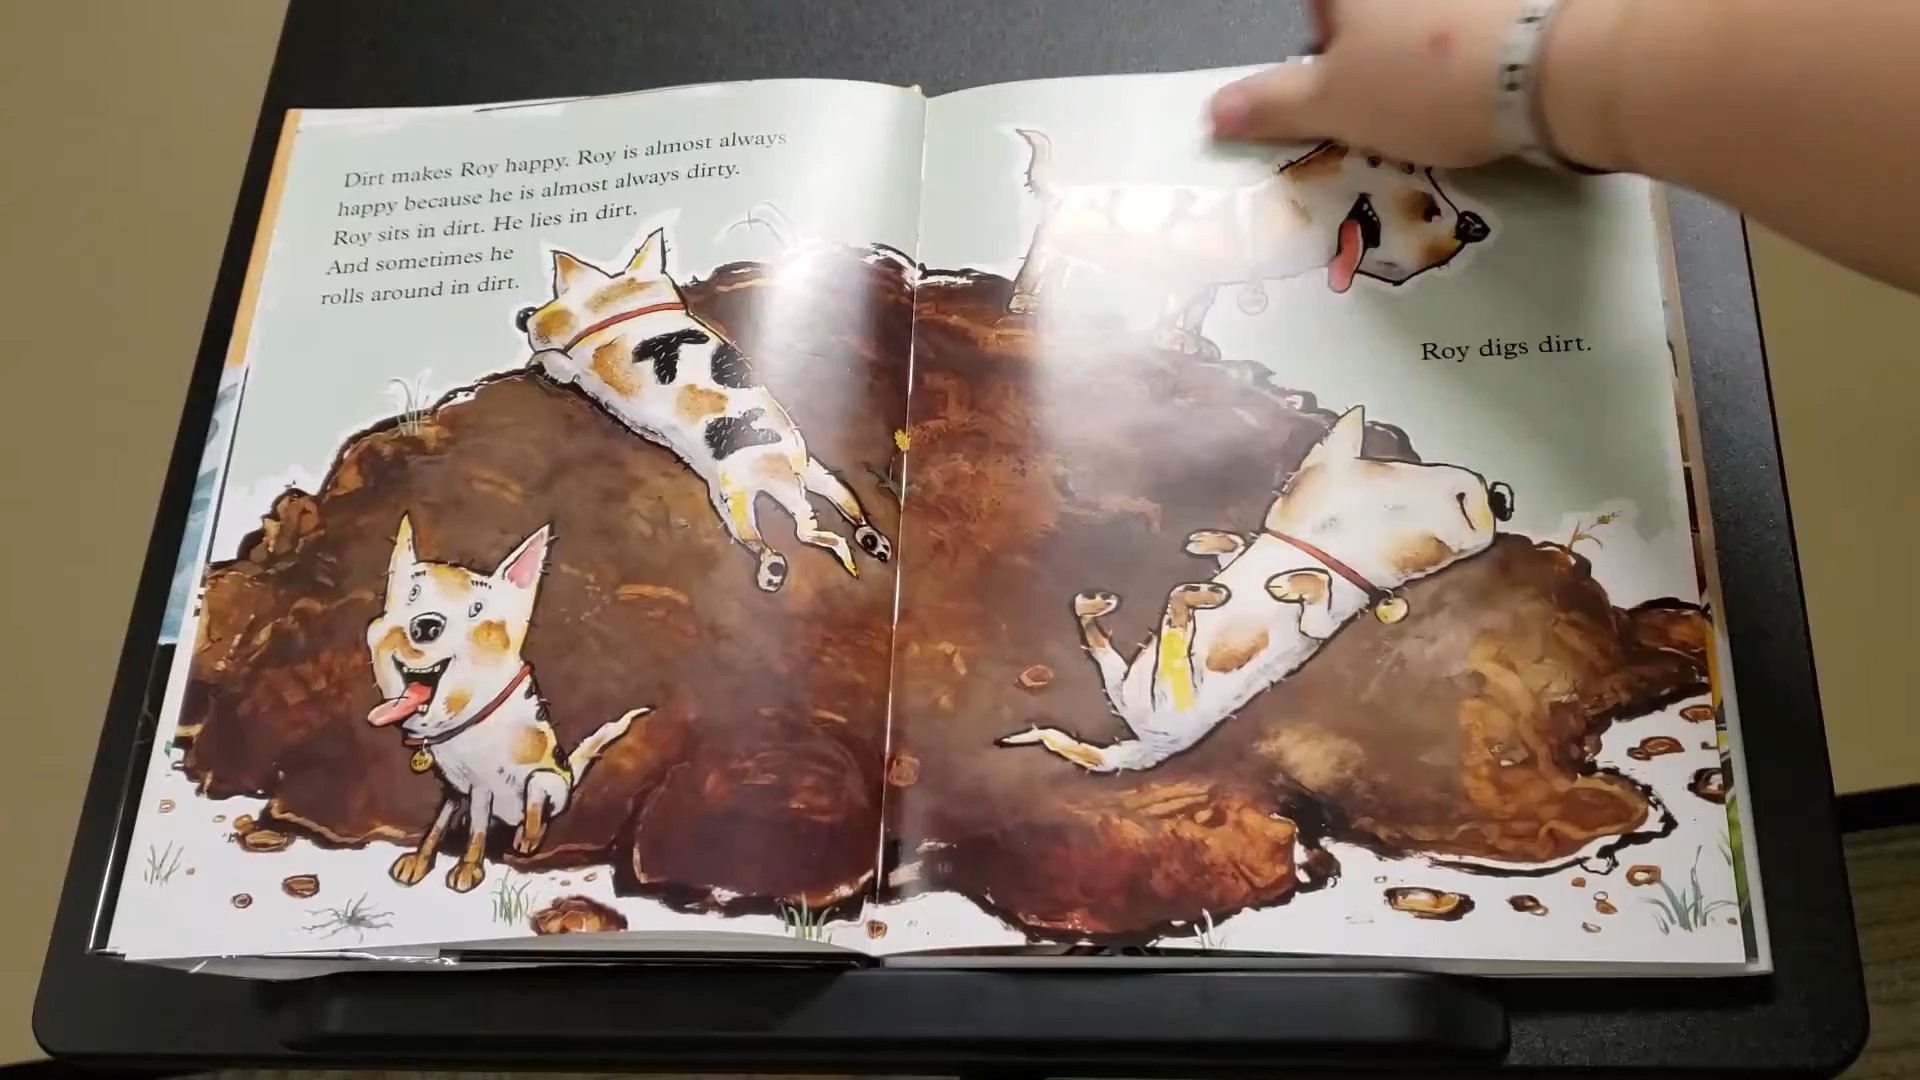 Dirt makes Roy happy. Roy is almost always
happy because he is almost always dirty.
Roy sits in dirt. He lies in dirt.
And sometimes he
rolls around in dirt.
Roy digs dirt.
ROY